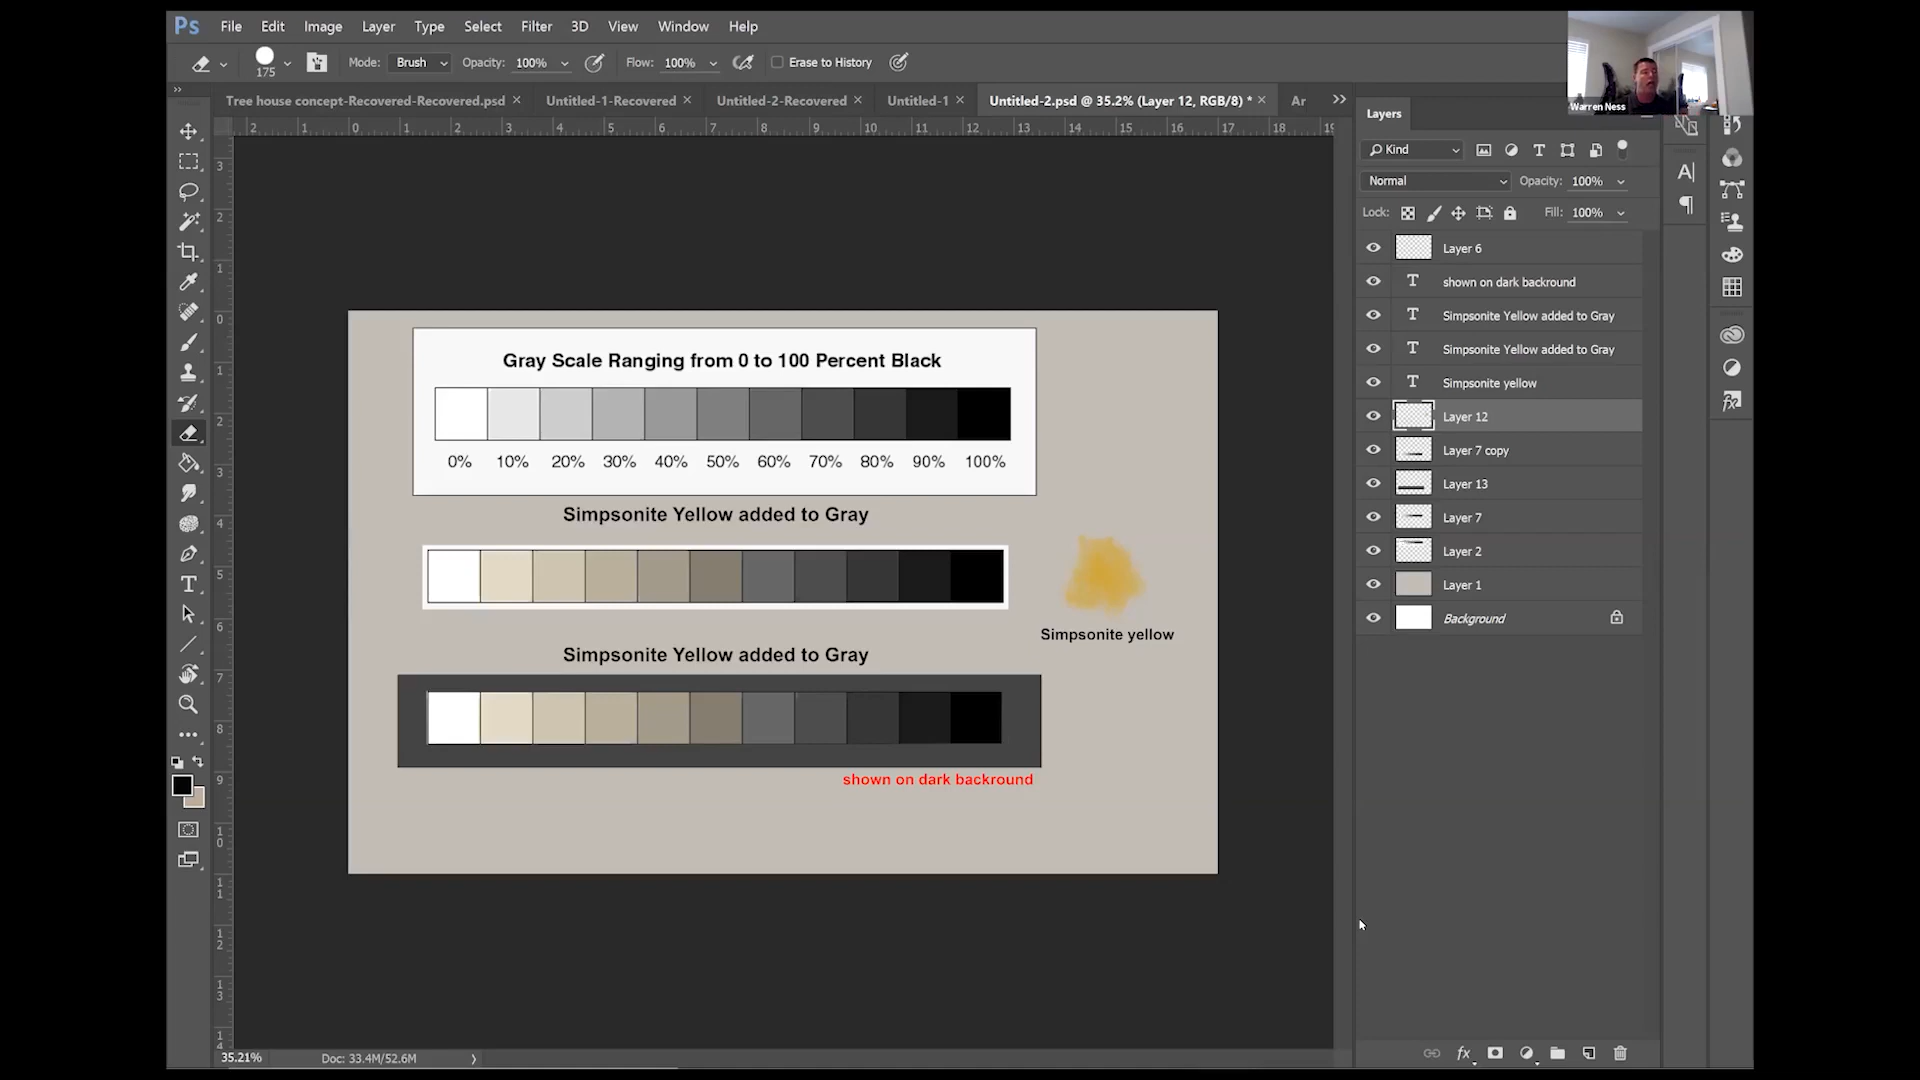 Ps File Edit Image Layer Type Select Filter 3D View Window Help
175 Mode: Brush Opacity: 100% Flow: 100% Erase to History
Warren Ness
Tree house concept-Recovered-Recovered.psd × Untitled-1-Recovered × Untitled-2-Recovered × Untitled-1 × Untitled-2.psd @ 35.2% (Layer 12, RGB/8) * × Ar
2 1 0 1 2 3 4 5 6 7 8 9 10 11 12 13 14 15 16 17 18 19
3
2
1
0
1
2
3
4
5
6
7
8
9
10
11
12
13
14
Gray Scale Ranging from 0 to 100 Percent Black
0% 10% 20% 30% 40% 50% 60% 70% 80% 90% 100%
Simpsonite Yellow added to Gray
Simpsonite yellow
Simpsonite Yellow added to Gray
shown on dark backround
Layers
Kind
Normal Opacity: 100%
Lock: Fill: 100%
Layer 6
T shown on dark backround
T Simpsonite Yellow added to Gray
T Simpsonite Yellow added to Gray
T Simpsonite yellow
Layer 12
Layer 7 copy
Layer 13
Layer 7
Layer 2
Layer 1
Background
35.21% Doc: 33.4M/52.6M
fx